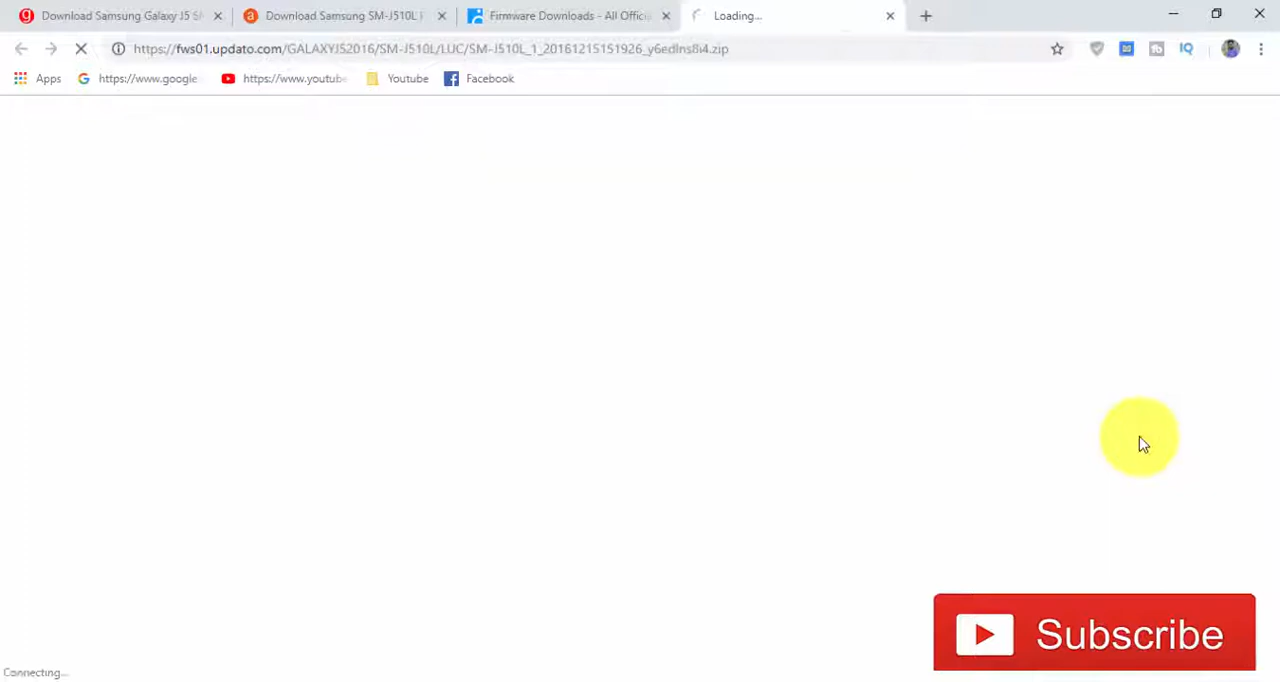 Download Samsung Galaxy J5 S
Download Samsung SM-J510L
Firmware Downloads - All Offic
Loading...
https://fws01.updato.com/GALAXYJ52016/SM-J510L/LUC/SM-J510L_1_20161215151926_y6edlns8i4.zip
Apps
https://www.google
https://www.youtube
Youtube
Facebook
Subscribe
Connecting...